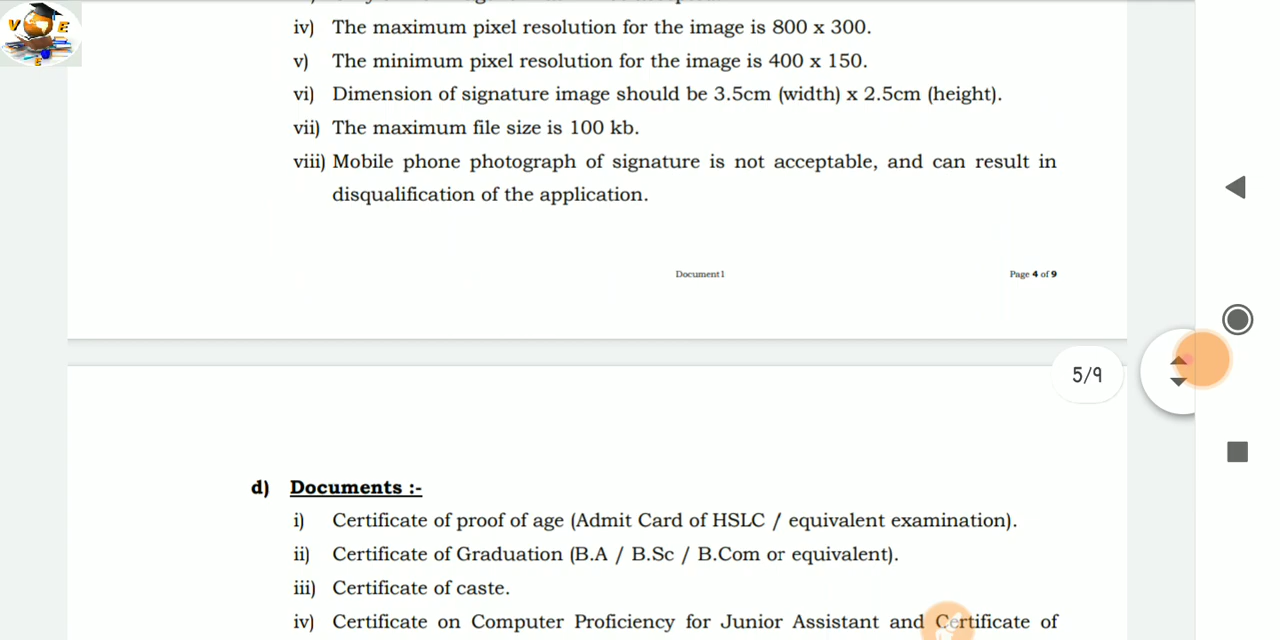 V E
E
iv) The maximum pixel resolution for the image is 800 x 300.
v) The minimum pixel resolution for the image is 400 x 150.
vi) Dimension of signature image should be 3.5cm (width) x 2.5cm (height).
vii) The maximum file size is 100 kb.
viii) Mobile phone photograph of signature is not acceptable, and can result in
disqualification of the application.
Document1 Page 4 of 9
5/9
d) Documents :-
i) Certificate of proof of age (Admit Card of HSLC / equivalent examination).
ii) Certificate of Graduation (B.A / B.Sc / B.Com or equivalent).
iii) Certificate of caste.
iv) Certificate on Computer Proficiency for Junior Assistant and Certificate of